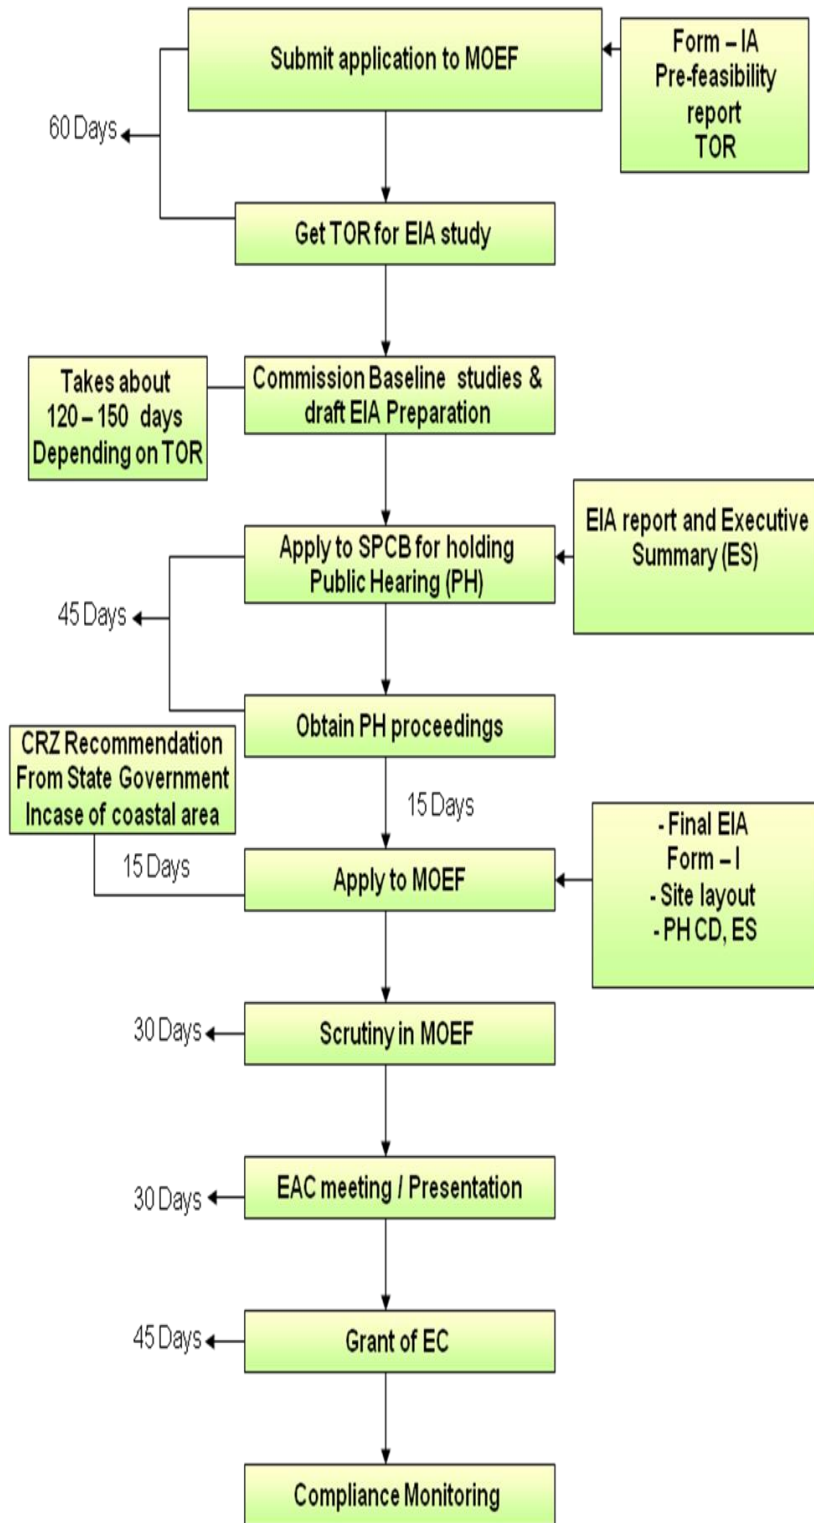 Submit application to MOEF
Form – IA
Pre-feasibility
report
TOR
60 Days
Get TOR for EIA study
Takes about
120 – 150 days
Depending on TOR
Commission Baseline studies &
draft EIA Preparation
Apply to SPCB for holding
Public Hearing (PH)
EIA report and Executive
Summary (ES)
45 Days
Obtain PH proceedings
CRZ Recommendation
From State Government
Incase of coastal area
15 Days
15 Days
Apply to MOEF
- Final EIA
Form – I
- Site layout
- PH CD, ES
30 Days
Scrutiny in MOEF
30 Days
EAC meeting / Presentation
45 Days
Grant of EC
Compliance Monitoring